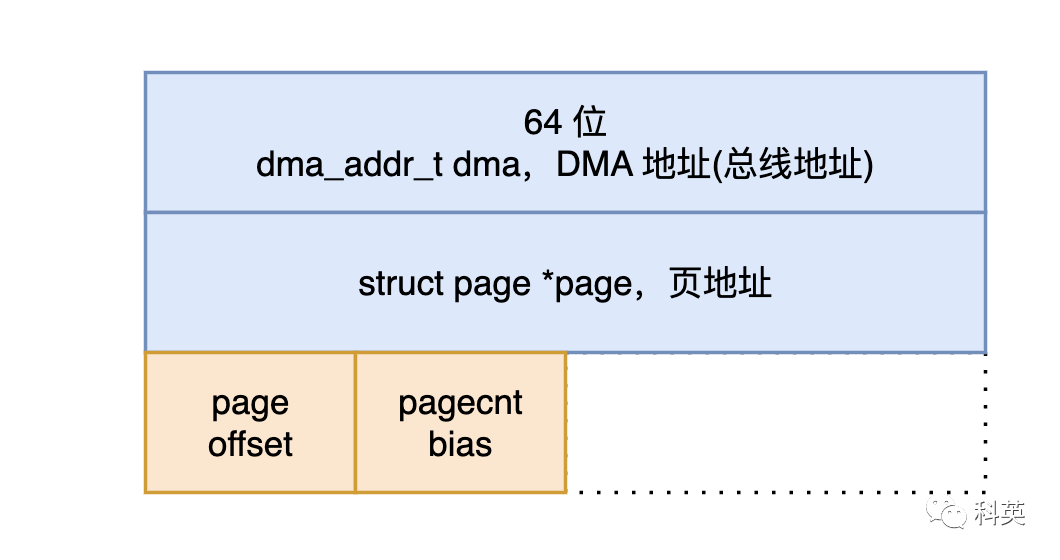 64 位
dma_addr_t dma，DMA 地址(总线地址)
struct page *page，页地址
page
offset
pagecnt
bias
科英